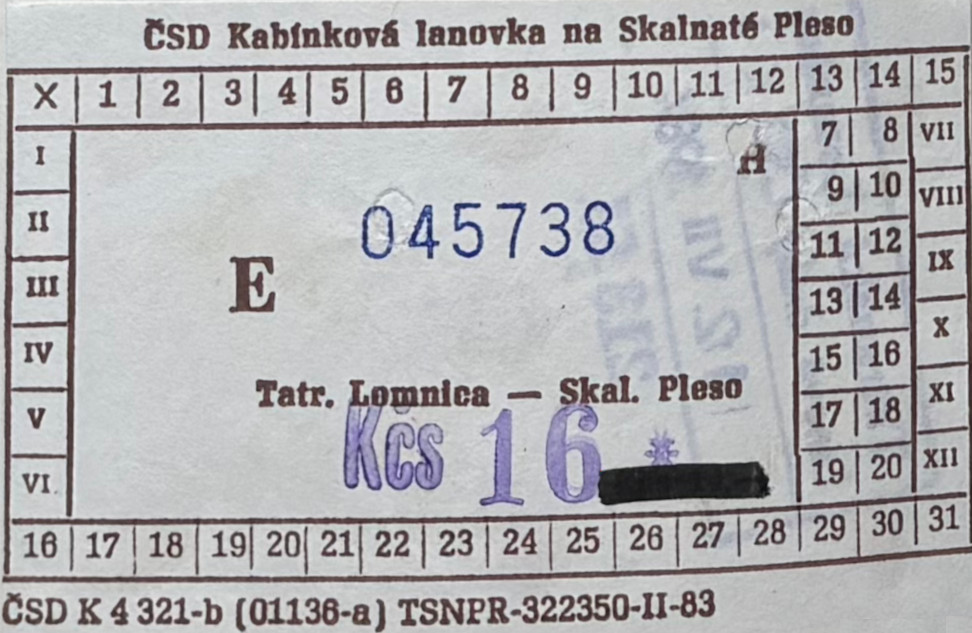 ČSD Kabínková lanovka na Skalnaté Pleso
X 1 2 3 4 5 6 7 8 9 10 11 12 13 14 15
I 7 8 VII
II 9 10 VIII
III 11 12 IX
IV 13 14 X
V 15 16 XI
VI. 17 18 XII
19 20
H
045738
E
Tatr. Lomnica — Skal. Pleso
Kčs 16 *
16 17 18 19 20 21 22 23 24 25 26 27 28 29 30 31
ČSD K 4 321-b (01136-a) TSNPR-322350-II-83